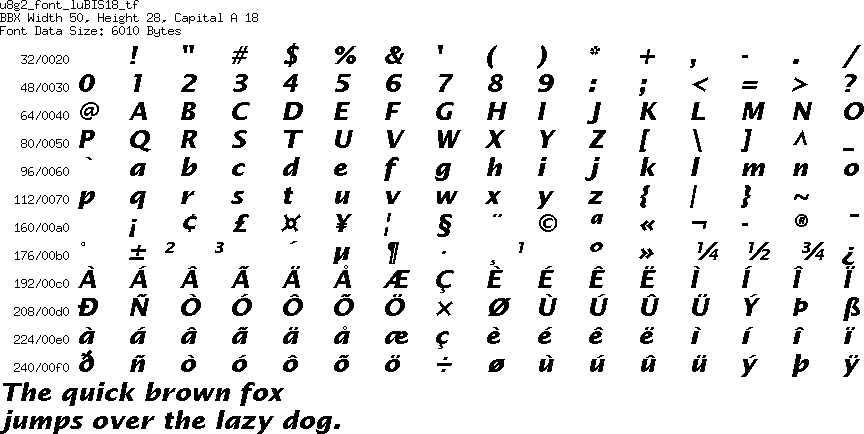 u8g2_font_luBIS18_tf
BBX Width 50, Height 28, Capital A 18
Font Data Size: 6010 Bytes
32/0020 ! " # $ % & ' ( ) * + , - . /
48/0030 0 1 2 3 4 5 6 7 8 9 : ; < = > ?
64/0040 @ A B C D E F G H I J K L M N O
80/0050 P Q R S T U V W X Y Z [ \ ] ^ _
96/0060 ` a b c d e f g h i j k l m n o
112/0070 p q r s t u v w x y z { | } ~
160/00a0 ¡ ¢ £ ¤ ¥ ¦ § ¨ © ª « ¬ - ® ¯
176/00b0 ° ± ² ³ ´ µ ¶ · ¸ ¹ º » ¼ ½ ¾ ¿
192/00c0 À Á Â Ã Ä Å Æ Ç È É Ê Ë Ì Í Î Ï
208/00d0 Ð Ñ Ò Ó Ô Õ Ö × Ø Ù Ú Û Ü Ý Þ ß
224/00e0 à á â ã ä å æ ç è é ê ë ì í î ï
240/00f0 ð ñ ò ó ô õ ö ÷ ø ù ú û ü ý þ ÿ
The quick brown fox
jumps over the lazy dog.